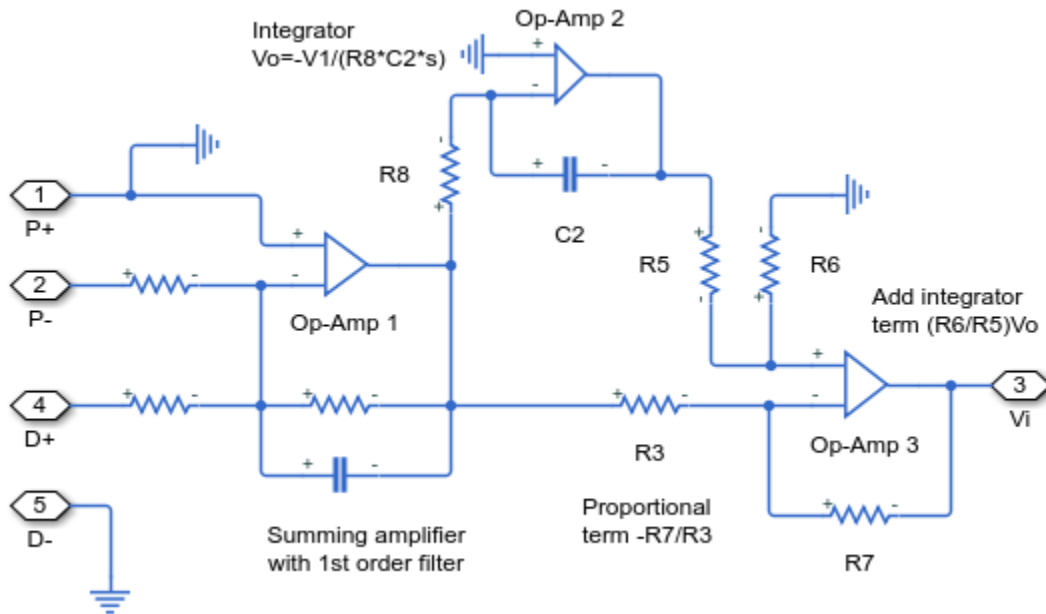 Integrator
Vo=-V1/(R8*C2*s)
Op-Amp 2
+
-
-
R8
+
+
-
C2
1
P+
+
-
Op-Amp 1
2
P-
+
-
+
R5
-
-
R6
+
Add integrator
term (R6/R5)Vo
+
-
Op-Amp 3
3
Vi
4
D+
+
-
+
-
+
-
R3
+
-
5
D-
+
-
R7
Summing amplifier
with 1st order filter
Proportional
term -R7/R3